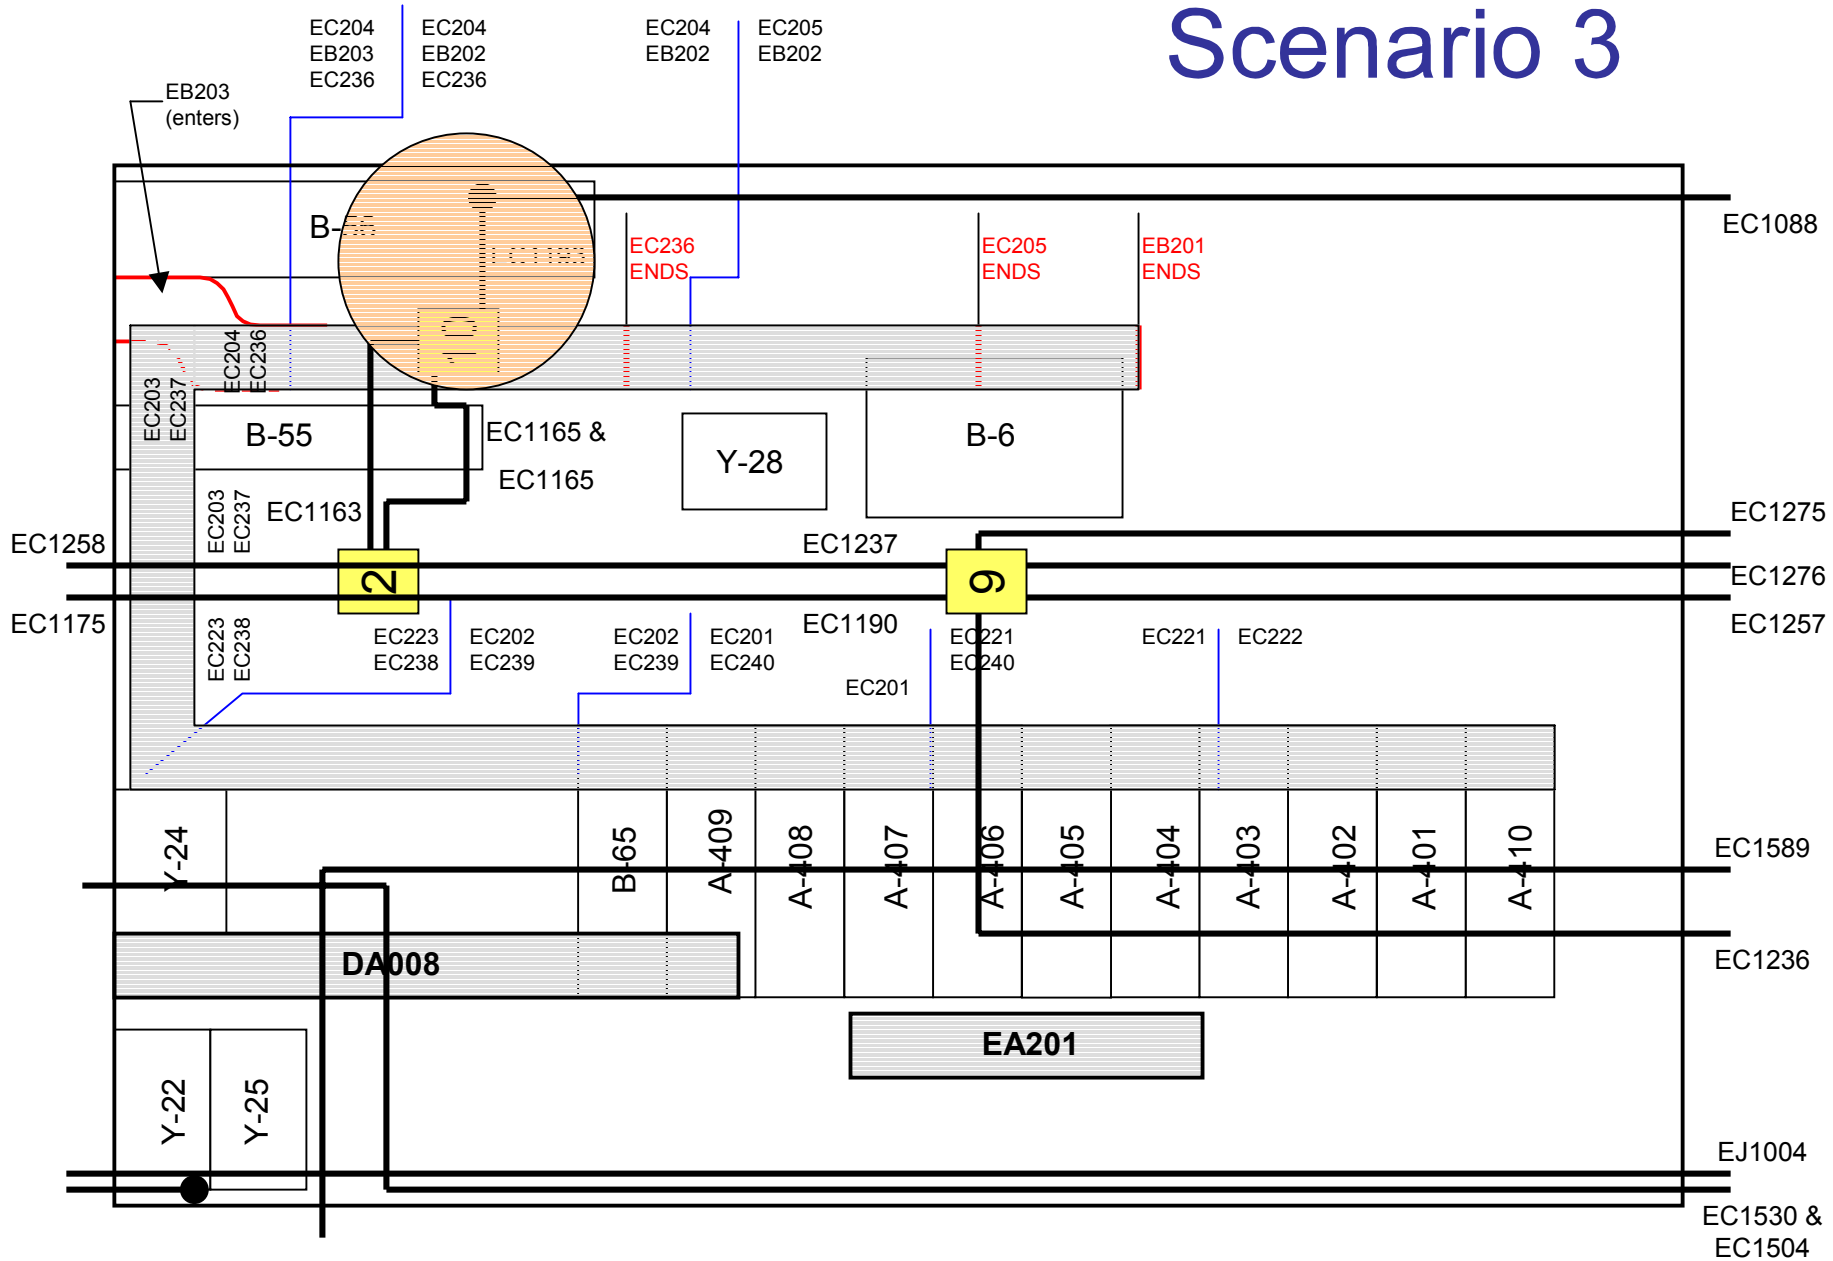 Scenario 3
EC204
EB203
EC236
EC204
EB202
EC236
EC204
EB202
EC205
EB202
EB203
(enters)
EC1088
EC236
ENDS
EC205
ENDS
EB201
ENDS
EC204
EC236
EC203
EC237
B-55
EC1165 &
EC1165
Y-28
B-6
EC203
EC237
EC1163
EC1258
EC1237
EC1275
2
9
EC1276
EC1175
EC1190
EC1257
EC223
EC238
EC223
EC238
EC202
EC239
EC202
EC239
EC201
EC240
EC201
EC221
EC240
EC221
EC222
Y-24
B-65
A-409
A-408
A-407
A-406
A-405
A-404
A-403
A-402
A-401
A-410
EC1589
DA008
EC1236
EA201
Y-22
Y-25
EJ1004
EC1530 &
EC1504